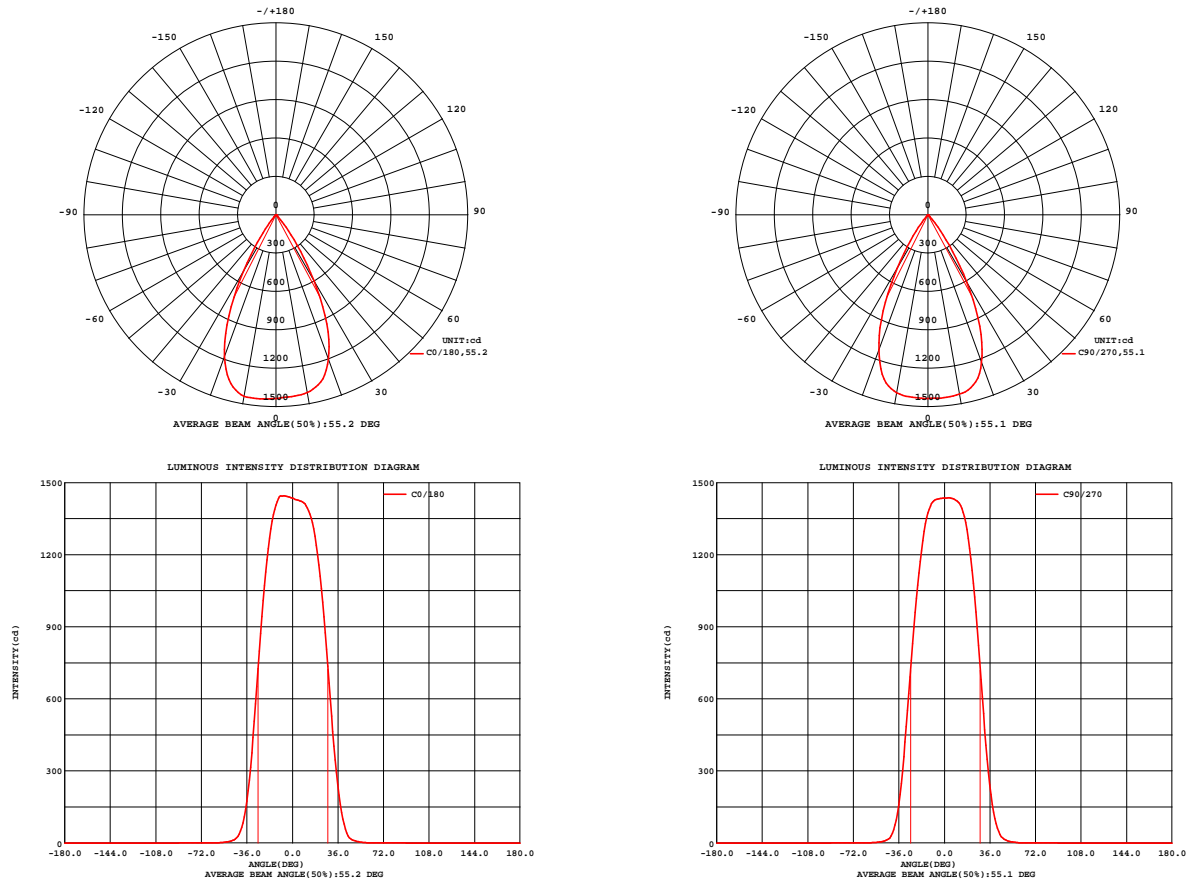 -/+180
-150
150
-120
120
-90
90
0
300
600
900
1200
1500
-60
60
-30
30
0
UNIT:cd
C0/180,55.2
AVERAGE BEAM ANGLE(50%):55.2 DEG
-/+180
-150
150
-120
120
-90
90
0
300
600
900
1200
1500
-60
60
-30
30
0
UNIT:cd
C90/270,55.1
AVERAGE BEAM ANGLE(50%):55.1 DEG
LUMINOUS INTENSITY DISTRIBUTION DIAGRAM
C0/180
INTENSITY(cd)
1500
1200
900
600
300
0
-180.0 -144.0 -108.0 -72.0 -36.0 0.0 36.0 72.0 108.0 144.0 180.0
ANGLE(DEG)
AVERAGE BEAM ANGLE(50%):55.2 DEG
LUMINOUS INTENSITY DISTRIBUTION DIAGRAM
C90/270
INTENSITY(cd)
1500
1200
900
600
300
0
-180.0 -144.0 -108.0 -72.0 -36.0 0.0 36.0 72.0 108.0 144.0 180.0
ANGLE(DEG)
AVERAGE BEAM ANGLE(50%):55.1 DEG